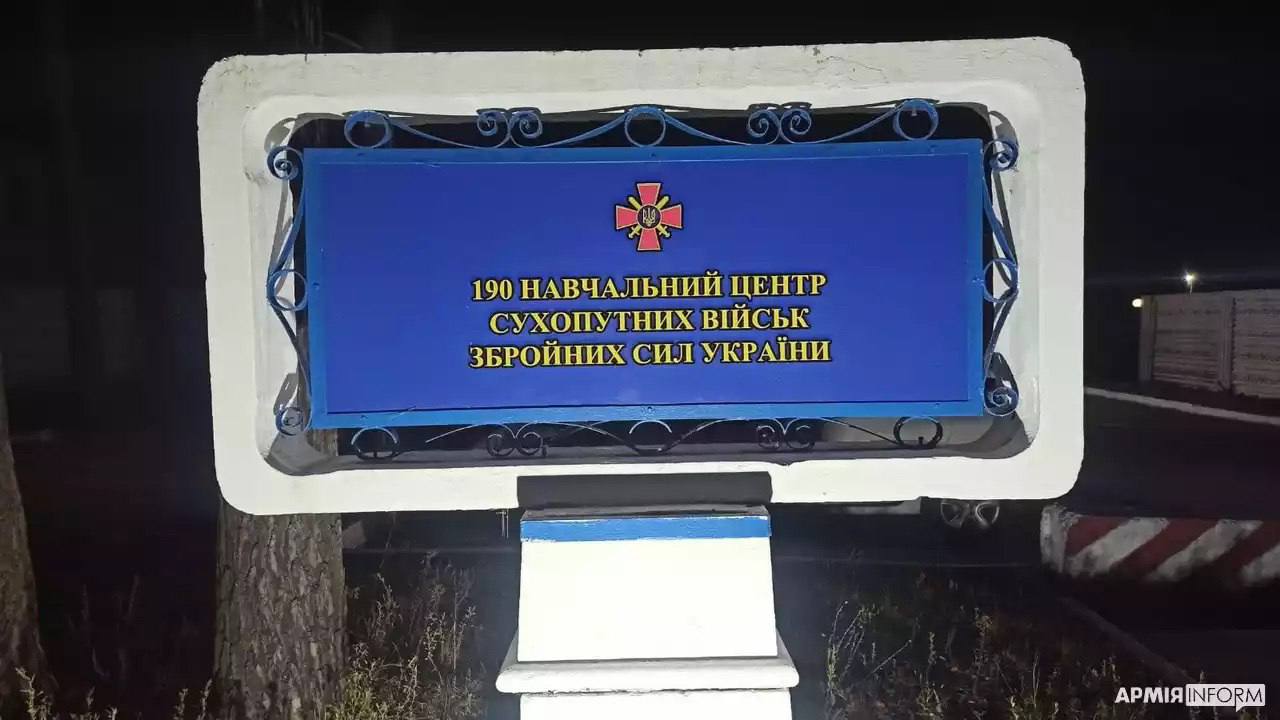 190 НАВЧАЛЬНИЙ ЦЕНТР
СУХОПУТНИХ ВІЙСЬК
ЗБРОЙНИХ СИЛ УКРАЇНИ
АРМІЯINFORM